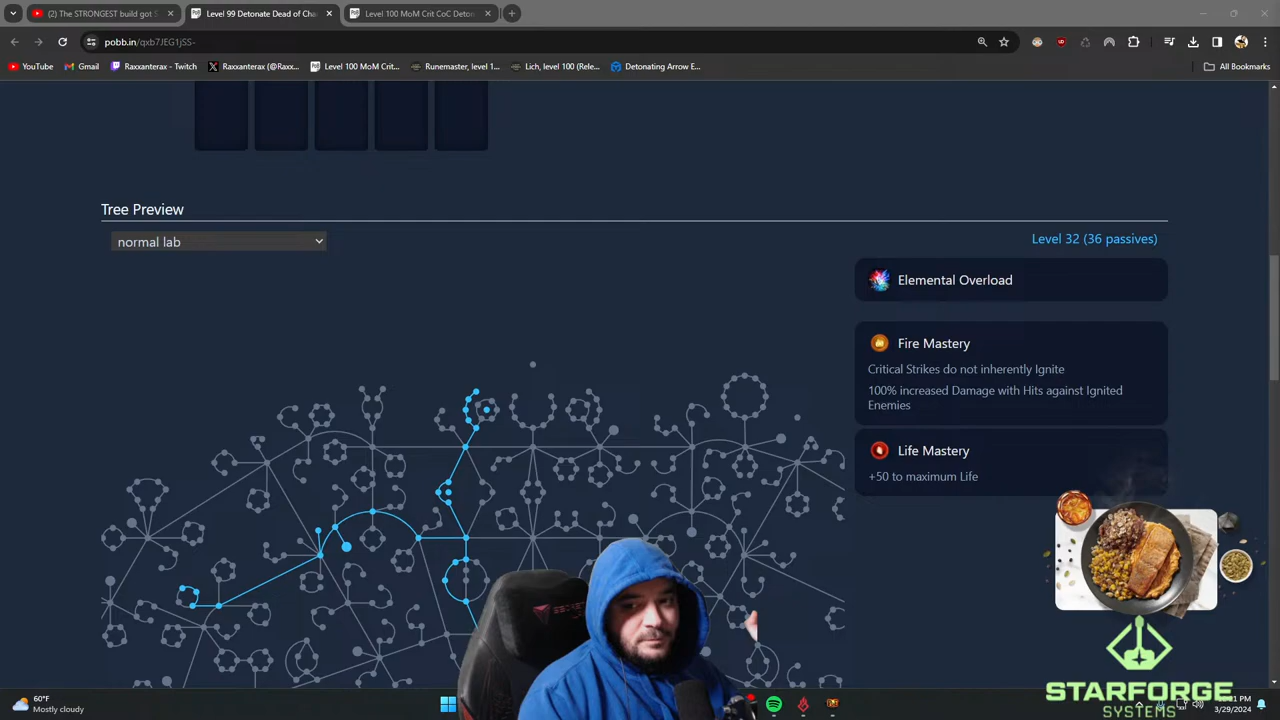 (2) The STRONGEST build got S
Level 99 Detonate Dead of Cha
Level 100 MoM Crit CoC Deton
pobb.in/qxb7JEG1jSS-
YouTube
Gmail
Raxxanterax - Twitch
Raxxanterax (@Raxx...
Level 100 MoM Crit...
Runemaster, level 1...
Lich, level 100 (Rele...
Detonating Arrow E...
All Bookmarks
Tree Preview
normal lab
Level 32 (36 passives)
Elemental Overload
Fire Mastery
Critical Strikes do not inherently Ignite
100% increased Damage with Hits against Ignited
Enemies
Life Mastery
+50 to maximum Life
STARFORGE
SYSTEMS
60°F
Mostly cloudy
3/29/2024